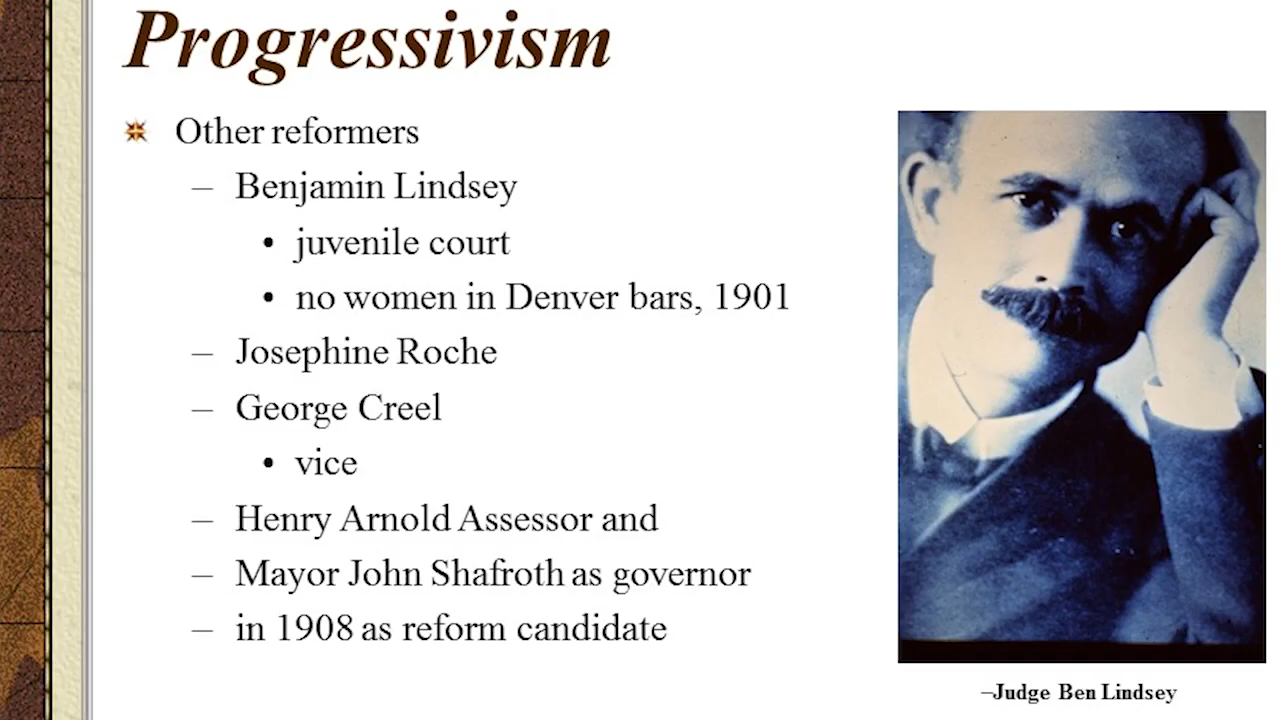 Progressivism
Other reformers
– Benjamin Lindsey
• juvenile court
• no women in Denver bars, 1901
– Josephine Roche
– George Creel
• vice
– Henry Arnold Assessor and
– Mayor John Shafroth as governor
– in 1908 as reform candidate
–Judge Ben Lindsey